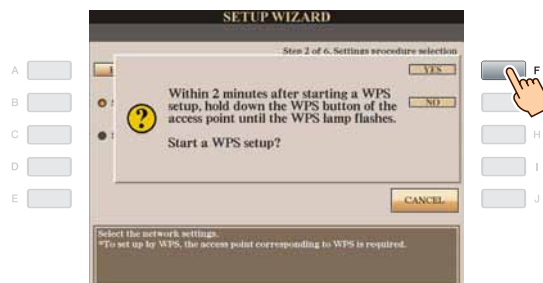 SETUP WIZARD
Step 2 of 6. Settings procedure selection
YES
Within 2 minutes after starting a WPS
setup, hold down the WPS button of the
access point until the WPS lamp flashes.
NO
Start a WPS setup?
CANCEL
Select the network settings.
*To set up by WPS, the access point corresponding to WPS is required.
A
B
C
D
E
F
H
I
J